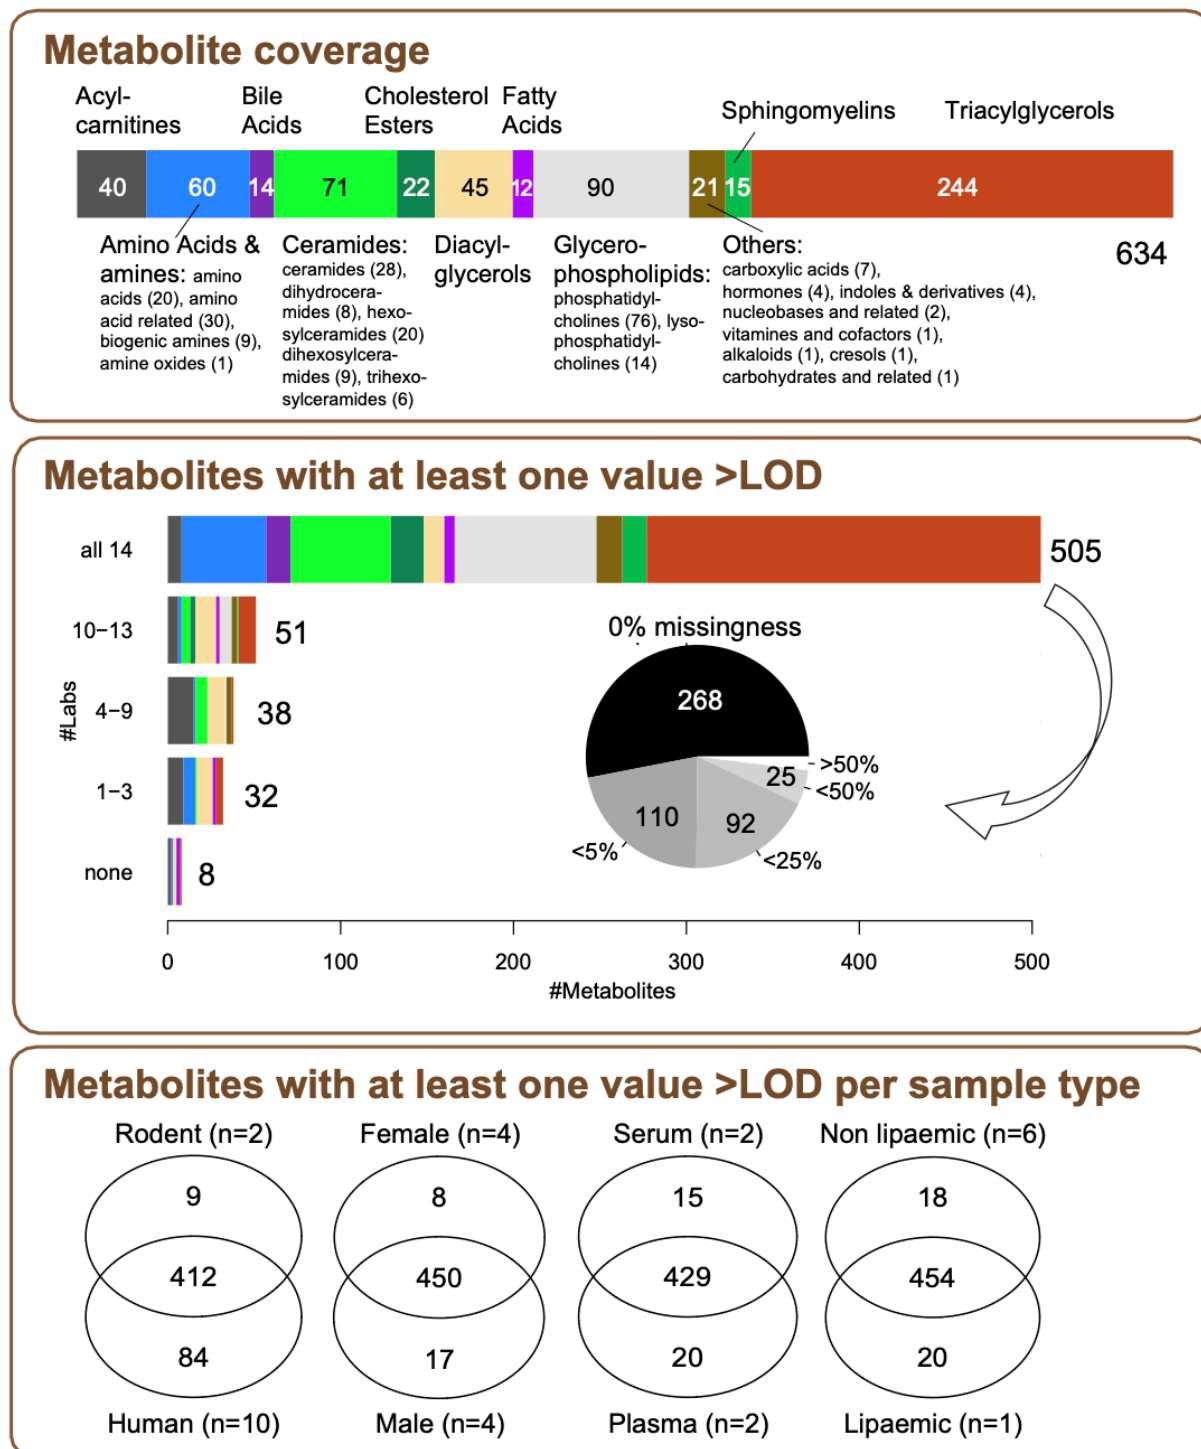 Metabolite coverage
Acyl-
carnitines
Bile
Acids
Cholesterol
Esters
Fatty
Acids
Sphingomyelins
Triacylglycerols
40 60 14 71 22 45 12 90 21 15 244
634
Amino Acids &
amines: amino
acids (20), amino
acid related (30),
biogenic amines (9),
amine oxides (1)
Ceramides:
ceramides (28),
dihydrocera-
mides (8), hexo-
sylceramides (20)
dihexosylcera-
mides (9), trihexo-
sylceramides (6)
Diacyl-
glycerols
Glycero-
phospholipids:
phosphatidyl-
cholines (76), lyso-
phosphatidyl-
cholines (14)
Others:
carboxylic acids (7),
hormones (4), indoles & derivatives (4),
nucleobases and related (2),
vitamines and cofactors (1),
alkaloids (1), cresols (1),
carbohydrates and related (1)
Metabolites with at least one value >LOD
#Labs
all 14 505
10−13 51
4−9 38
1−3 32
none 8
0% missingness
268
>50%
25
<50%
110
92
<5%
<25%
0 100 200 300 400 500
#Metabolites
Metabolites with at least one value >LOD per sample type
Rodent (n=2)
9
412
84
Human (n=10)
Female (n=4)
8
450
17
Male (n=4)
Serum (n=2)
15
429
20
Plasma (n=2)
Non lipaemic (n=6)
18
454
20
Lipaemic (n=1)